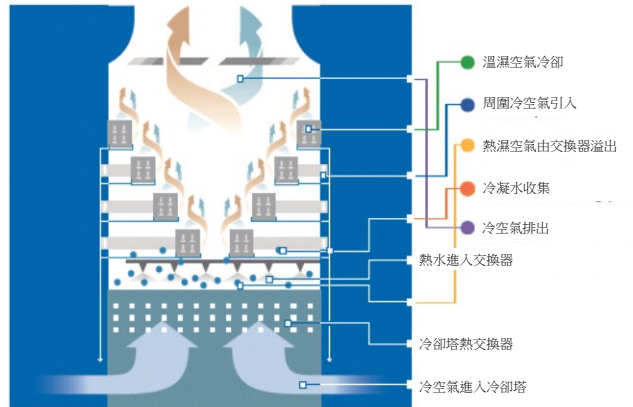 溫濕空氣冷卻
周圍冷空氣引入
熱濕空氣由交換器溢出
冷凝水收集
冷空氣排出
熱水進入交換器
冷卻塔熱交換器
冷空氣進入冷卻塔